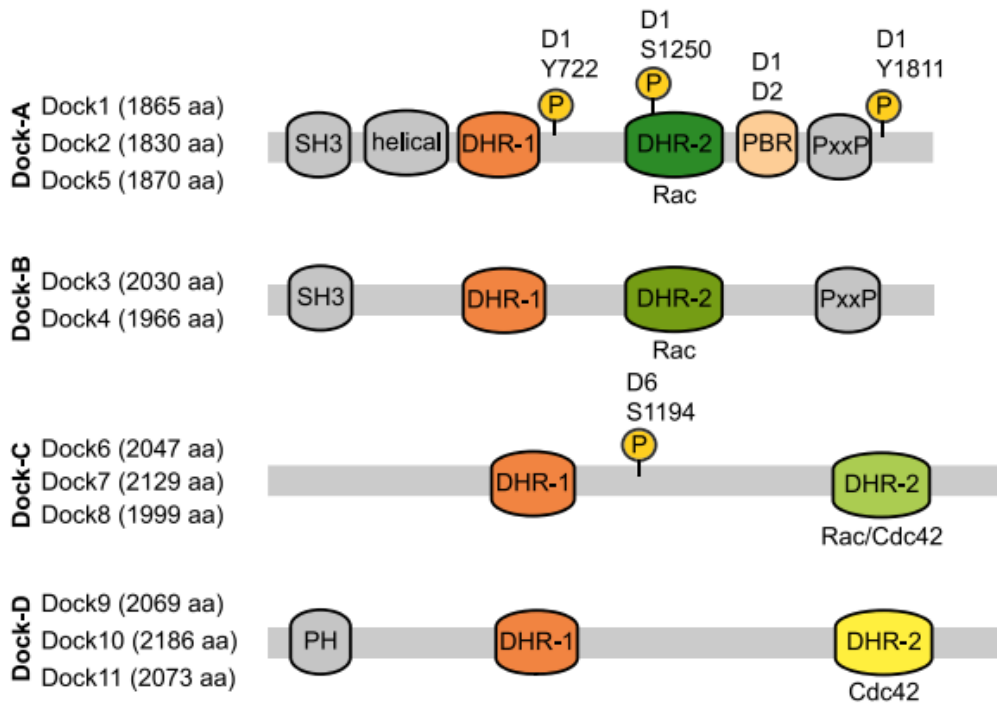 D1
Y722
D1
S1250
D1
D2
D1
Y1811
P
P
P
Dock-A
Dock1 (1865 aa)
Dock2 (1830 aa)
Dock5 (1870 aa)
SH3
helical
DHR-1
DHR-2
PBR
PxxP
Rac
Dock-B
Dock3 (2030 aa)
Dock4 (1966 aa)
SH3
DHR-1
DHR-2
PxxP
Rac
D6
S1194
P
Dock-C
Dock6 (2047 aa)
Dock7 (2129 aa)
Dock8 (1999 aa)
DHR-1
DHR-2
Rac/Cdc42
Dock-D
Dock9 (2069 aa)
Dock10 (2186 aa)
Dock11 (2073 aa)
PH
DHR-1
DHR-2
Cdc42